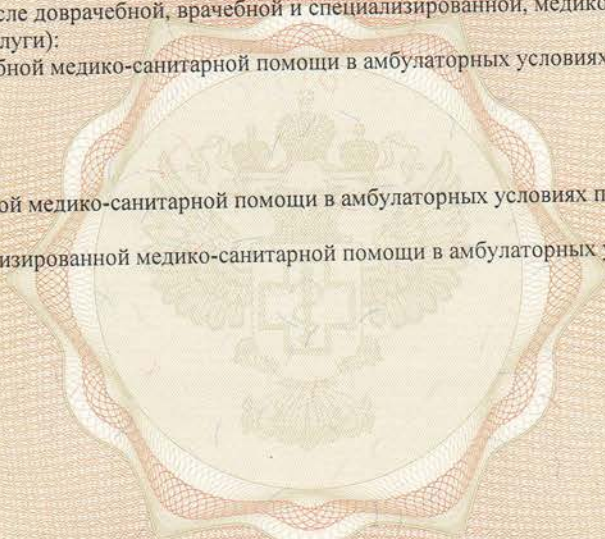 сле доврачебной, врачебной и специализированной, медико
луги):
бной медико-санитарной помощи в амбулаторных условиях
ой медико-санитарной помощи в амбулаторных условиях п
изированной медико-санитарной помощи в амбулаторных у